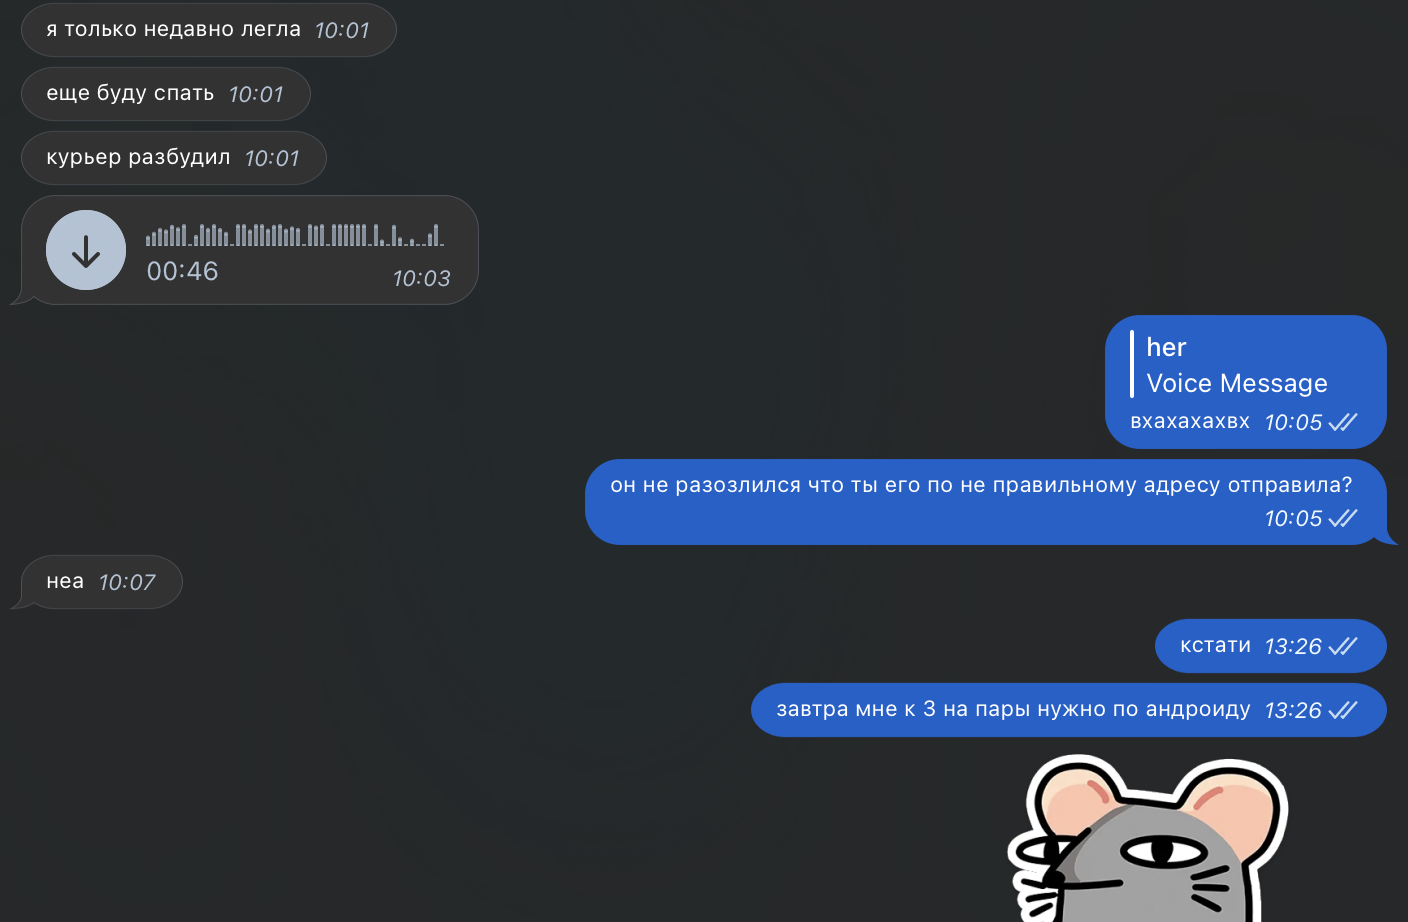 я только недавно легла 10:01
еще буду спать 10:01
курьер разбудил 10:01
00:46 10:03
her
Voice Message
вхахахахвх 10:05
он не разозлился что ты его по не правильному адресу отправила?
10:05
неа 10:07
кстати 13:26
завтра мне к 3 на пары нужно по андроиду 13:26